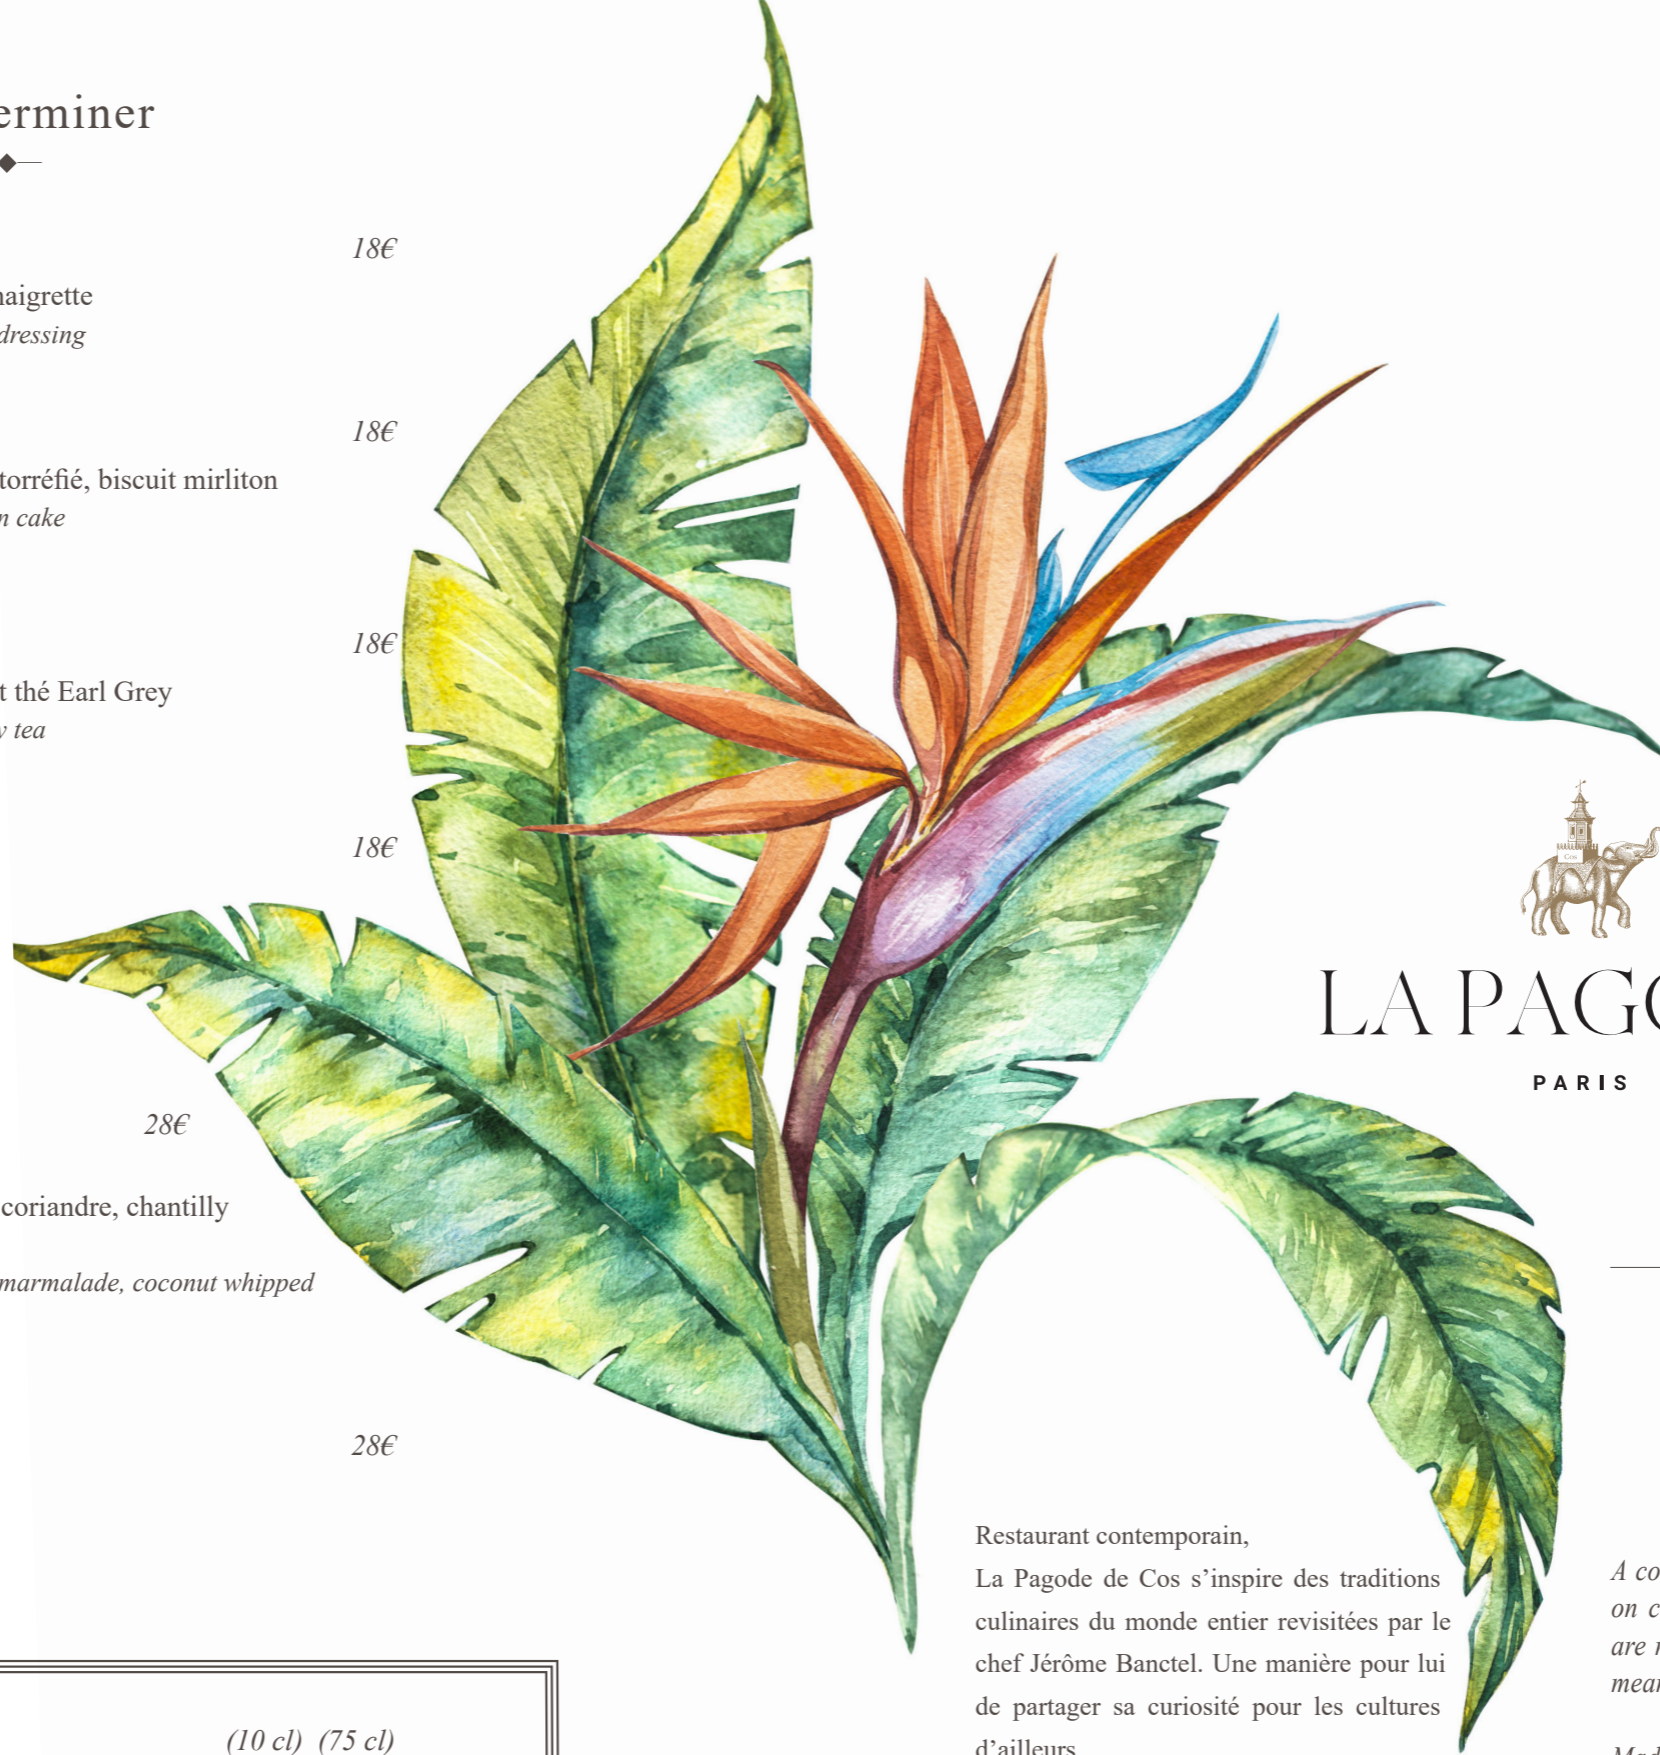 erminer
18€
naigrette
dressing
18€
torréfié, biscuit mirliton
n cake
18€
t thé Earl Grey
y tea
18€
28€
coriandre, chantilly
marmalade, coconut whipped
28€
(10 cl) (75 cl)
Cos
LA PAGO
PARIS
Restaurant contemporain,
La Pagode de Cos s’inspire des traditions
culinaires du monde entier revisitées par le
chef Jérôme Banctel. Une manière pour lui
de partager sa curiosité pour les cultures
d’ailleurs
A co
on c
are
mean